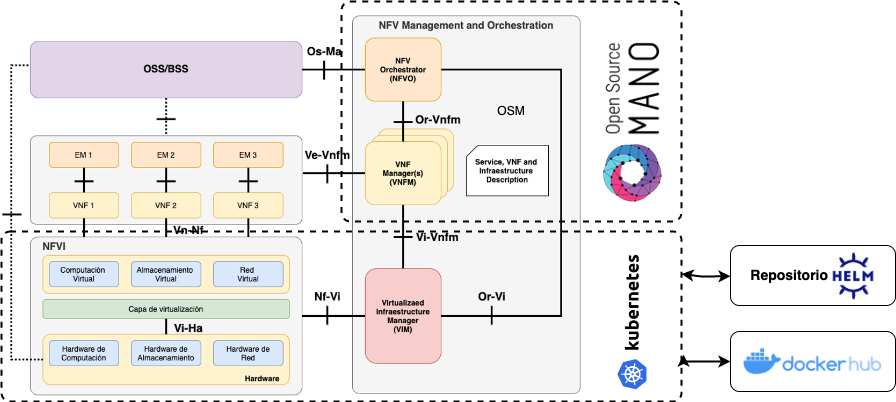 NFV Management and Orchestration
OSS/BSS
Os-Ma
NFV
Orchestrator
(NFVO)
OSM
Or-Vnfm
Open Source
MANO
EM 1
EM 2
EM 3
Ve-Vnfm
VNF
Manager(s)
(VNFM)
Service, VNF and
Infraestructure
Description
VNF 1
VNF 2
VNF 3
Vn-Nf
Vi-Vnfm
NFVI
Computación
Virtual
Almacenamiento
Virtual
Red
Virtual
Capa de virtualización
Vi-Ha
Nf-Vi
Virtualizaed
Infraestructure
Manager
(VIM)
Or-Vi
Hardware de
Computación
Hardware de
Almacenamiento
Hardware de
Red
Hardware
kubernetes
Repositorio HELM
dockerhub